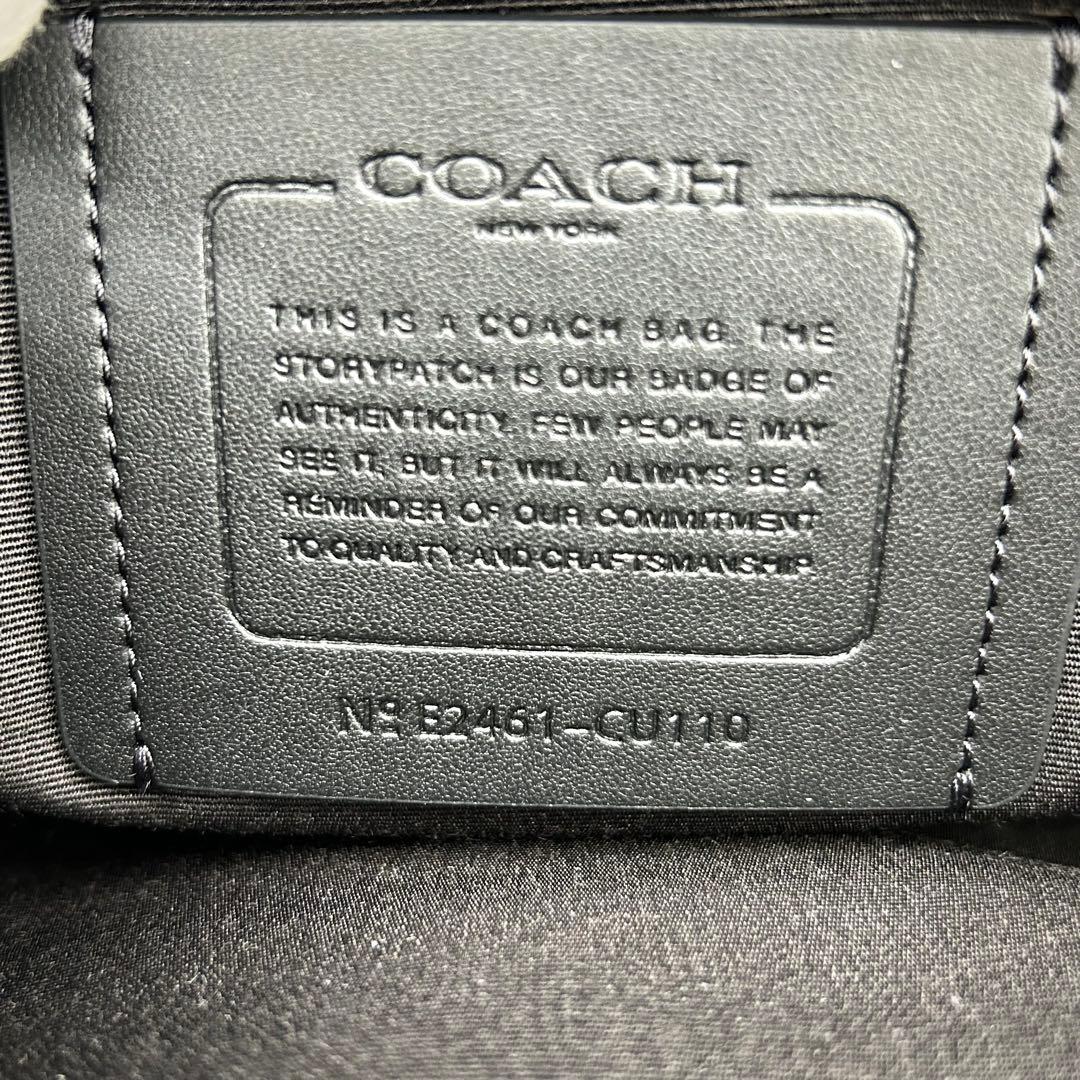 COACH
NEW YORK
THIS IS A COACH BAG. THE
STORYPATCH IS OUR BADGE OF
AUTHENTICITY. FEW PEOPLE MAY
SEE IT, BUT IT WILL ALWAYS BE A
REMINDER OF OUR COMMITMENT
TO QUALITY AND CRAFTSMANSHIP.
Nº E2461-CU110